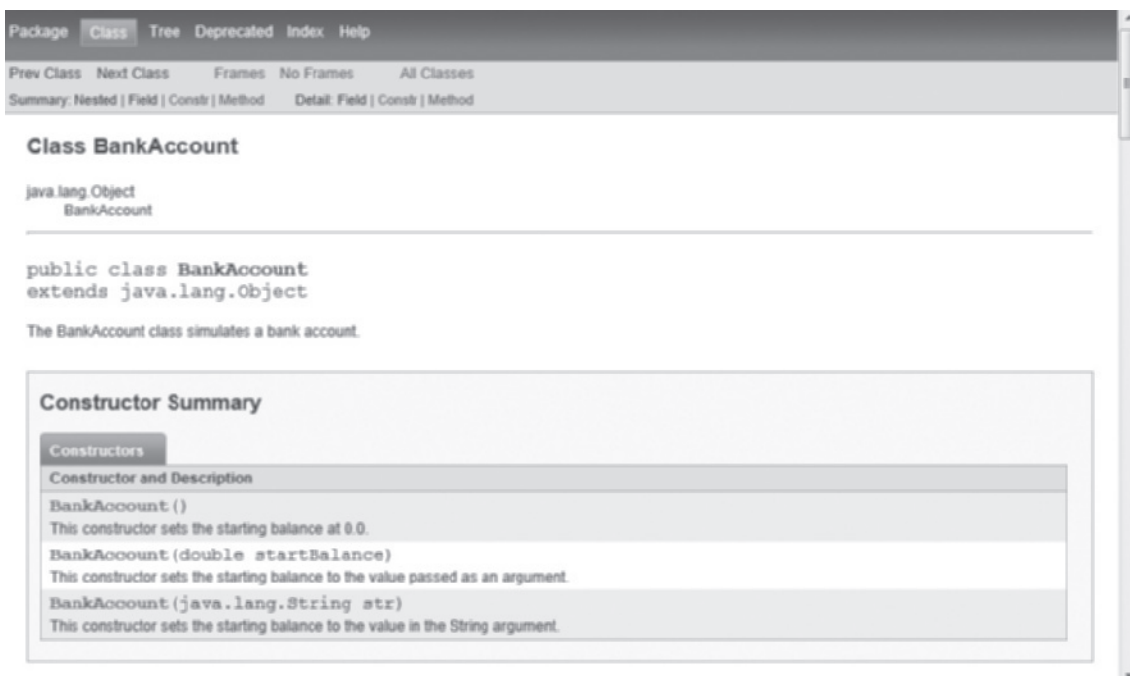 Package Class Tree Deprecated Index Help
Prev Class Next Class Frames No Frames All Classes
Summary: Nested | Field | Constr | Method Detail: Field | Constr | Method
Class BankAccount
java.lang.Object
BankAccount
public class BankAccount
extends java.lang.Object
The BankAccount class simulates a bank account.
Constructor Summary
Constructors
Constructor and Description
BankAccount()
This constructor sets the starting balance at 0.0.
BankAccount(double startBalance)
This constructor sets the starting balance to the value passed as an argument.
BankAccount(java.lang.String str)
This constructor sets the starting balance to the value in the String argument.